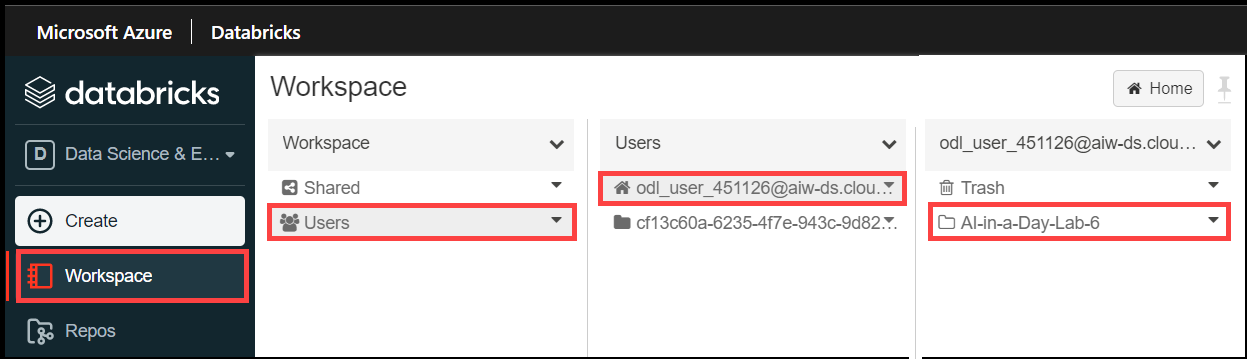 Microsoft Azure
Databricks
databricks
D
Data Science & E...
Create
Workspace
Repos
Workspace
Home
Workspace
Shared
Users
Users
odl_user_451126@aiw-ds.clou...
cf13c60a-6235-4f7e-943c-9d82...
odl_user_451126@aiw-ds.clou...
Trash
AI-in-a-Day-Lab-6